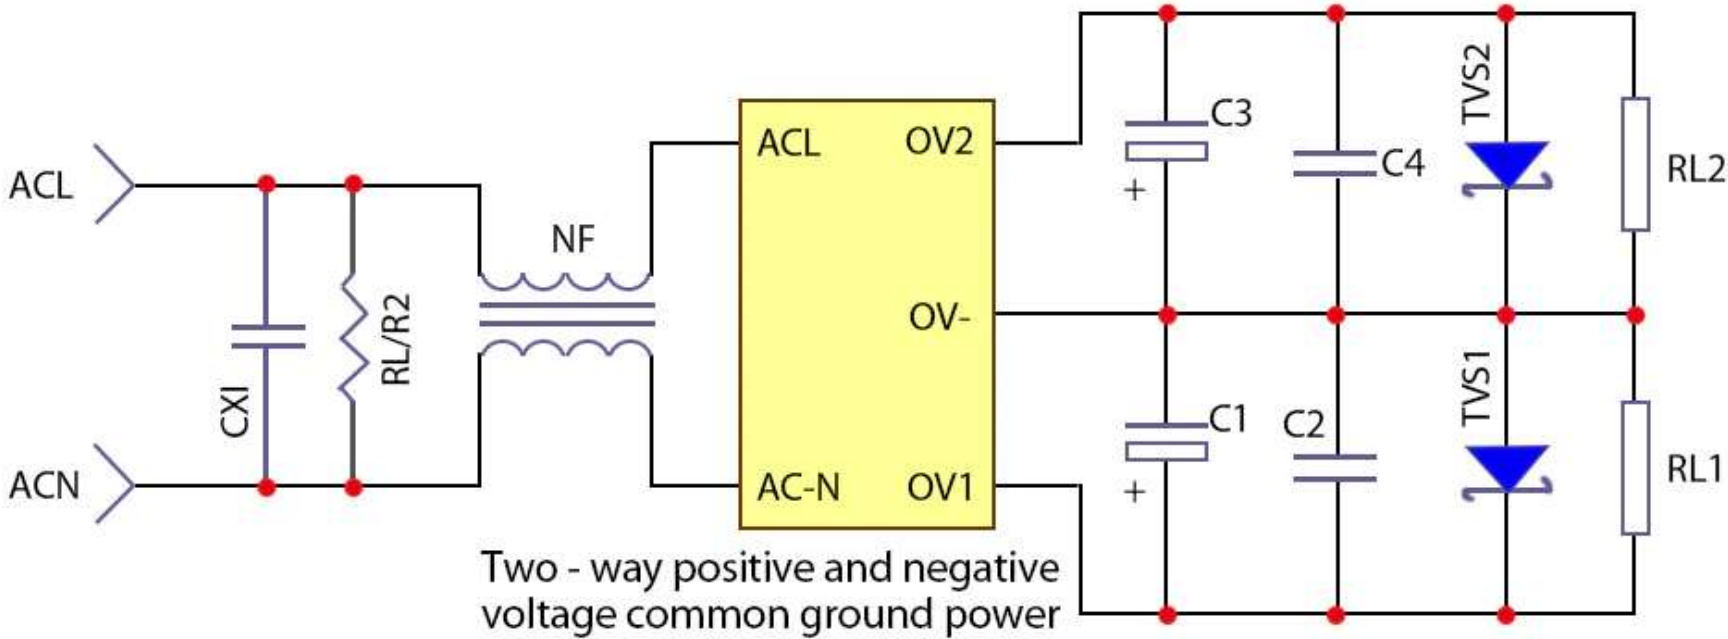 ACL
ACN
CXI
RL/R2
NF
ACL
OV2
OV-
AC-N
OV1
C3
+
C4
TVS2
RL2
C1
+
C2
TVS1
RL1
Two - way positive and negative
voltage common ground power